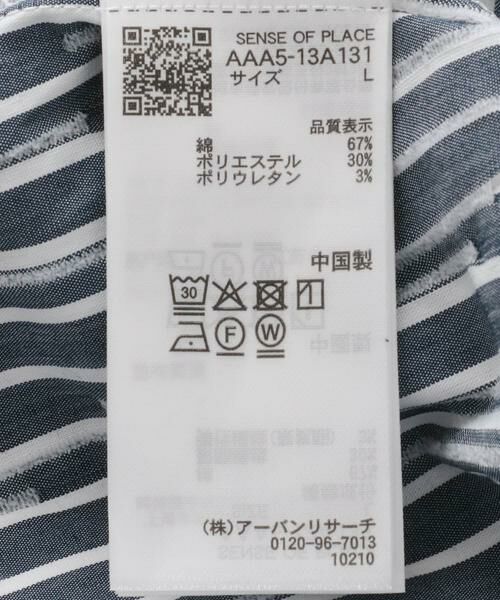 SENSE OF PLACE
AAA5-13A131
サイズ L
品質表示
綿 67%
ポリエステル 30%
ポリウレタン 3%
中国製
30
F W
(株)アーバンリサーチ
0120-96-7013
10210